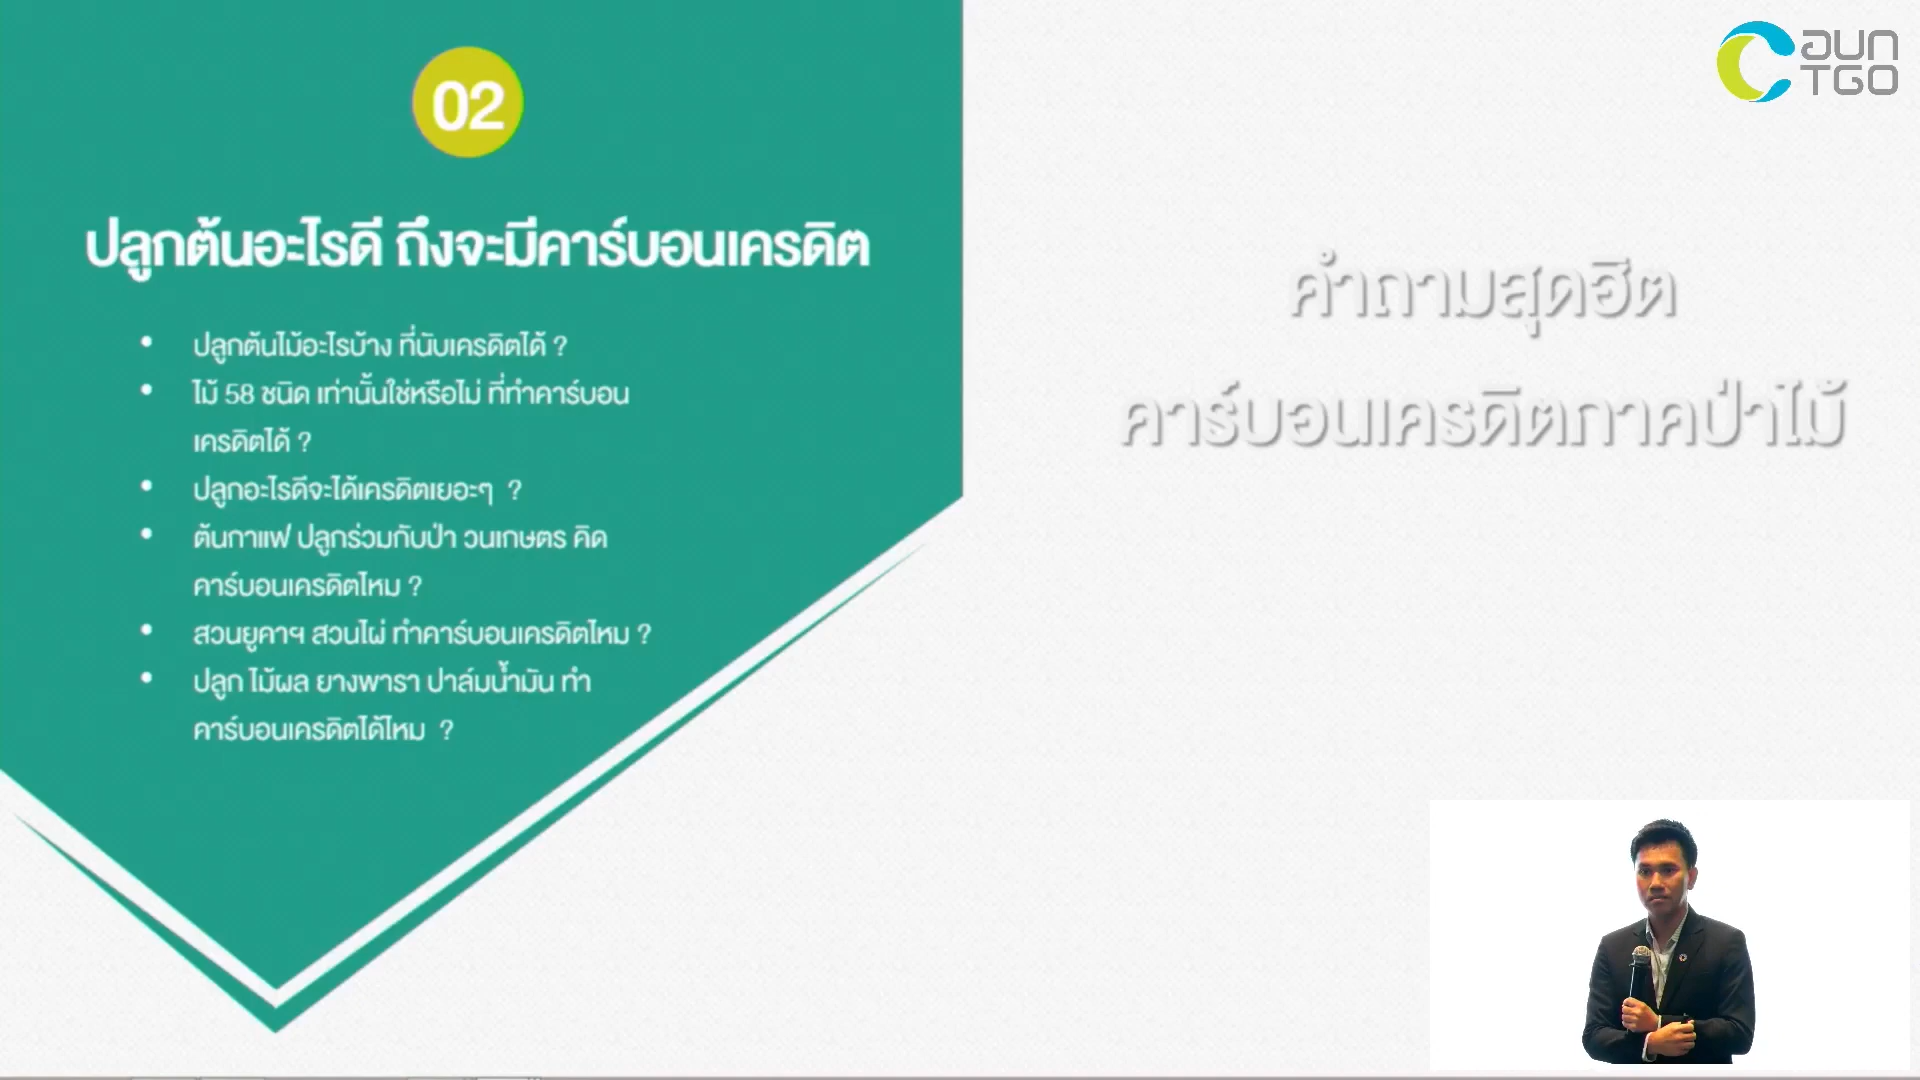 02
ปลูกต้นอะไรดี ถึงจะมีคาร์บอนเครดิต
• ปลูกต้นไม้อะไรบ้าง ที่นับเครดิตได้ ?
• ไม้ 58 ชนิด เท่านั้นใช่หรือไม่ ที่ทำคาร์บอน
เครดิตได้ ?
• ปลูกอะไรดีจะได้เครดิตเยอะๆ ?
• ต้นกาแฟ ปลูกร่วมกับป่า วนเกษตร คิด
คาร์บอนเครดิตไหม ?
• สวนยูคาฯ สวนไผ่ ทำคาร์บอนเครดิตไหม ?
• ปลูก ไม้ผล ยางพารา ปาล์มน้ำมัน ทำ
คาร์บอนเครดิตได้ไหม ?
คำถามสุดฮิต
คาร์บอนเครดิตภาคป่าไม้
อบก
TGO